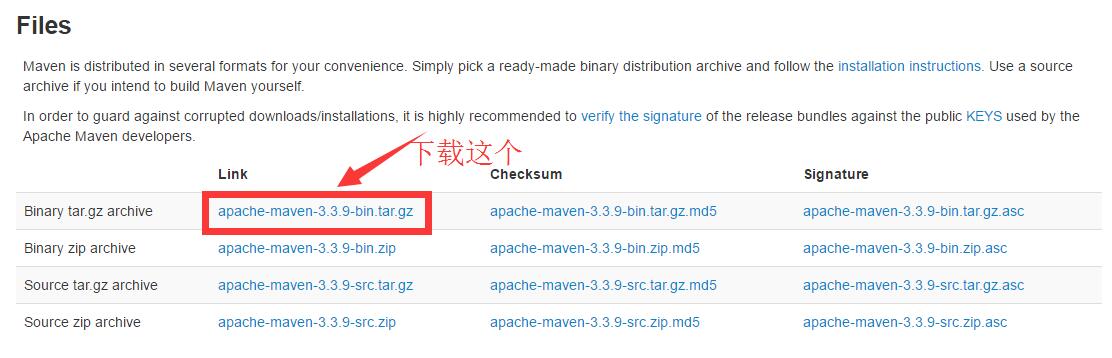 Files
Maven is distributed in several formats for your convenience. Simply pick a ready-made binary distribution archive and follow the installation instructions. Use a source
archive if you intend to build Maven yourself.
In order to guard against corrupted downloads/installations, it is highly recommended to verify the signature of the release bundles against the public KEYS used by the
Apache Maven developers.
下载这个
Link Checksum Signature
Binary tar.gz archive apache-maven-3.3.9-bin.tar.gz apache-maven-3.3.9-bin.tar.gz.md5 apache-maven-3.3.9-bin.tar.gz.asc
Binary zip archive apache-maven-3.3.9-bin.zip apache-maven-3.3.9-bin.zip.md5 apache-maven-3.3.9-bin.zip.asc
Source tar.gz archive apache-maven-3.3.9-src.tar.gz apache-maven-3.3.9-src.tar.gz.md5 apache-maven-3.3.9-src.tar.gz.asc
Source zip archive apache-maven-3.3.9-src.zip apache-maven-3.3.9-src.zip.md5 apache-maven-3.3.9-src.zip.asc